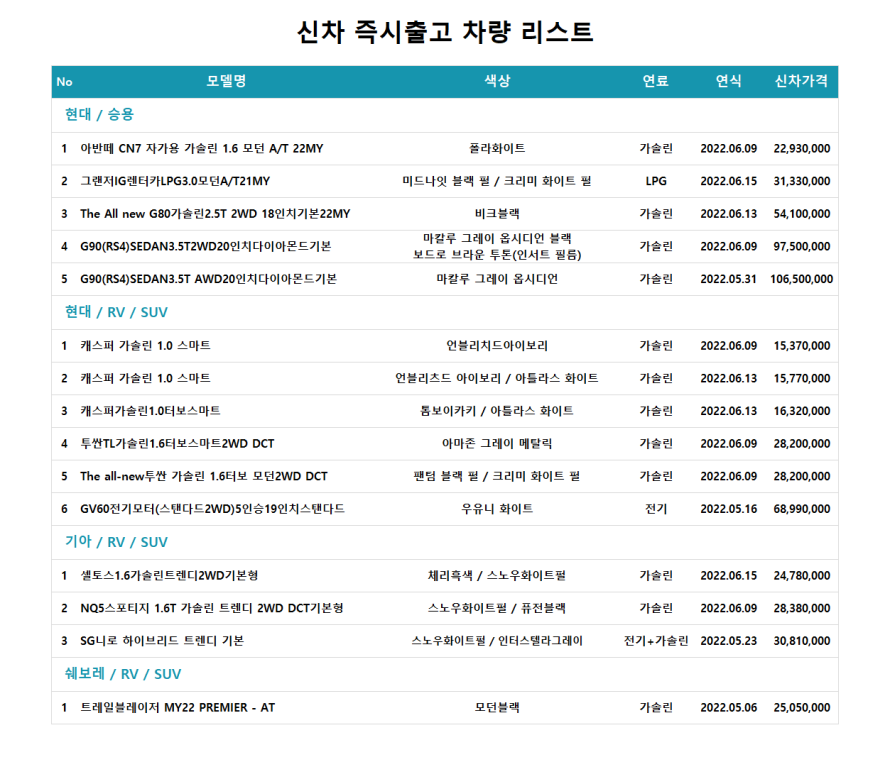 신차 즉시출고 차량 리스트
No 모델명 색상 연료 연식 신차가격
현대 / 승용
1 아반떼 CN7 자가용 가솔린 1.6 모던 A/T 22MY 폴라화이트 가솔린 2022.06.09 22,930,000
2 그랜저IG렌터카LPG3.0모던A/T21MY 미드나잇 블랙 펄 / 크리미 화이트 펄 LPG 2022.06.15 31,330,000
3 The All new G80가솔린2.5T 2WD 18인치기본22MY 비크블랙 가솔린 2022.06.13 54,100,000
4 G90(RS4)SEDAN3.5T2WD20인치다이아몬드기본 마칼루 그레이 옵시디언 블랙 가솔린 2022.06.09 97,500,000
보드로 브라운 투톤(인서트 필름)
5 G90(RS4)SEDAN3.5T AWD20인치다이아몬드기본 마칼루 그레이 옵시디언 가솔린 2022.05.31 106,500,000
현대 / RV / SUV
1 캐스퍼 가솔린 1.0 스마트 언블리치드아이보리 가솔린 2022.06.09 15,370,000
2 캐스퍼 가솔린 1.0 스마트 언블리츠드 아이보리 / 아틀라스 화이트 가솔린 2022.06.13 15,770,000
3 캐스퍼가솔린1.0터보스마트 톰보이카키 / 아틀라스 화이트 가솔린 2022.06.13 16,320,000
4 투싼TL가솔린1.6터보스마트2WD DCT 아마존 그레이 메탈릭 가솔린 2022.06.09 28,200,000
5 The all-new투싼 가솔린 1.6터보 모던2WD DCT 팬텀 블랙 펄 / 크리미 화이트 펄 가솔린 2022.06.09 28,200,000
6 GV60전기모터(스탠다드2WD)5인승19인치스탠다드 우유니 화이트 전기 2022.05.16 68,990,000
기아 / RV / SUV
1 셀토스1.6가솔린트렌디2WD기본형 체리흑색 / 스노우화이트펄 가솔린 2022.06.15 24,780,000
2 NQ5스포티지 1.6T 가솔린 트렌디 2WD DCT기본형 스노우화이트펄 / 퓨전블랙 가솔린 2022.06.09 28,380,000
3 SG니로 하이브리드 트렌디 기본 스노우화이트펄 / 인터스텔라그레이 전기+가솔린 2022.05.23 30,810,000
쉐보레 / RV / SUV
1 트레일블레이저 MY22 PREMIER - AT 모던블랙 가솔린 2022.05.06 25,050,000